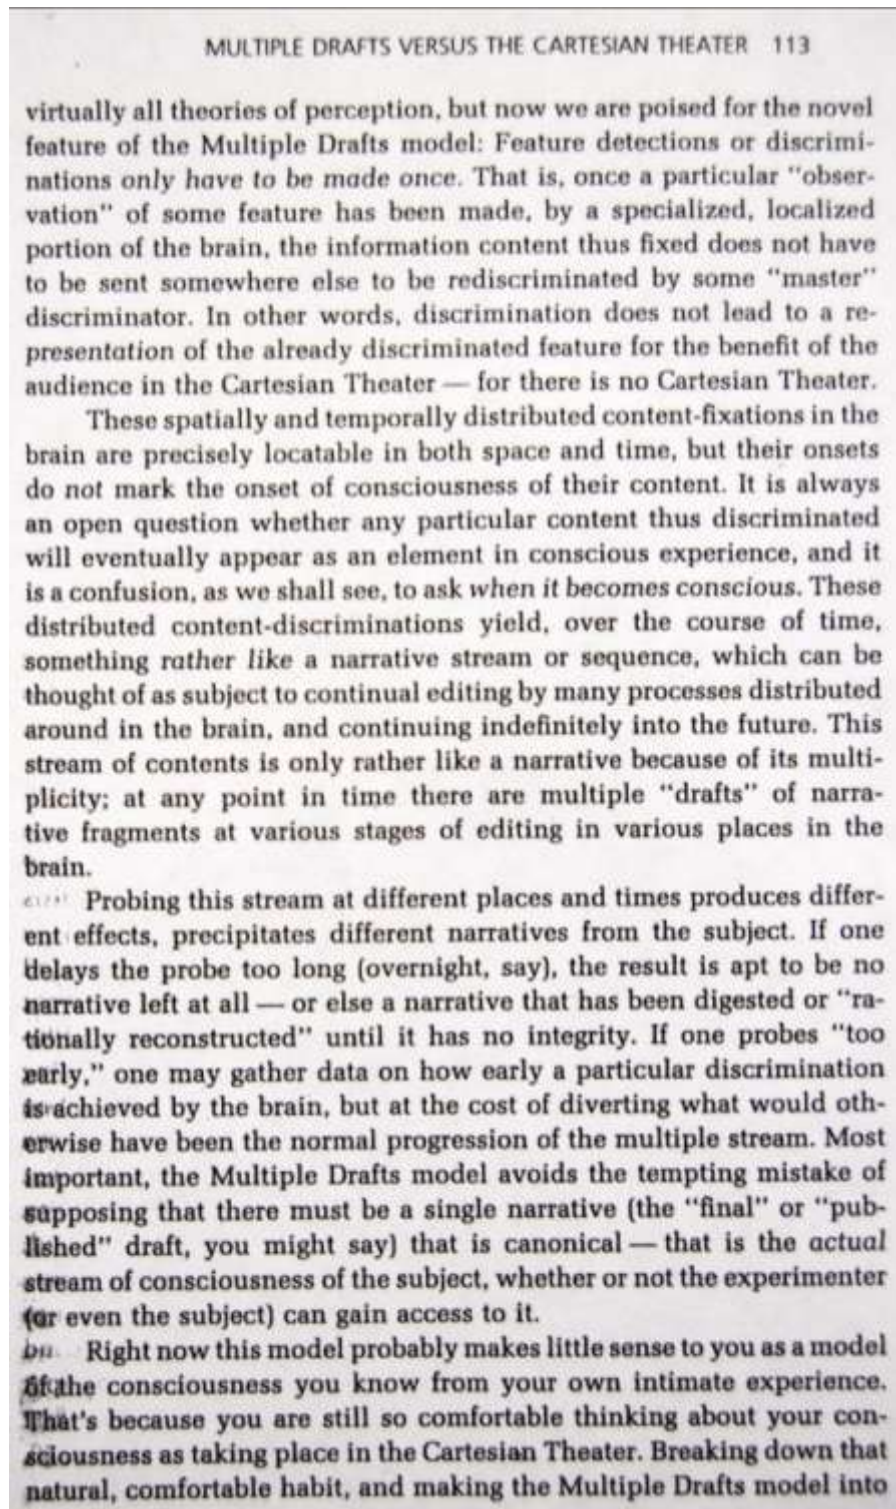 MULTIPLE DRAFTS VERSUS THE CARTESIAN THEATER 113
virtually all theories of perception, but now we are poised for the novel
feature of the Multiple Drafts model: Feature detections or discrimi-
nations only have to be made once. That is, once a particular "obser-
vation" of some feature has been made, by a specialized, localized
portion of the brain, the information content thus fixed does not have
to be sent somewhere else to be rediscriminated by some "master"
discriminator. In other words, discrimination does not lead to a re-
presentation of the already discriminated feature for the benefit of the
audience in the Cartesian Theater — for there is no Cartesian Theater.
These spatially and temporally distributed content-fixations in the
brain are precisely locatable in both space and time, but their onsets
do not mark the onset of consciousness of their content. It is always
an open question whether any particular content thus discriminated
will eventually appear as an element in conscious experience, and it
is a confusion, as we shall see, to ask when it becomes conscious. These
distributed content-discriminations yield, over the course of time,
something rather like a narrative stream or sequence, which can be
thought of as subject to continual editing by many processes distributed
around in the brain, and continuing indefinitely into the future. This
stream of contents is only rather like a narrative because of its multi-
plicity; at any point in time there are multiple "drafts" of narra-
tive fragments at various stages of editing in various places in the
brain.
Probing this stream at different places and times produces differ-
ent effects, precipitates different narratives from the subject. If one
delays the probe too long (overnight, say), the result is apt to be no
narrative left at all — or else a narrative that has been digested or "ra-
tionally reconstructed" until it has no integrity. If one probes "too
early," one may gather data on how early a particular discrimination
is achieved by the brain, but at the cost of diverting what would oth-
erwise have been the normal progression of the multiple stream. Most
important, the Multiple Drafts model avoids the tempting mistake of
supposing that there must be a single narrative (the "final" or "pub-
lished" draft, you might say) that is canonical — that is the actual
stream of consciousness of the subject, whether or not the experimenter
(or even the subject) can gain access to it.
Right now this model probably makes little sense to you as a model
of the consciousness you know from your own intimate experience.
That's because you are still so comfortable thinking about your con-
sciousness as taking place in the Cartesian Theater. Breaking down that
natural, comfortable habit, and making the Multiple Drafts model into